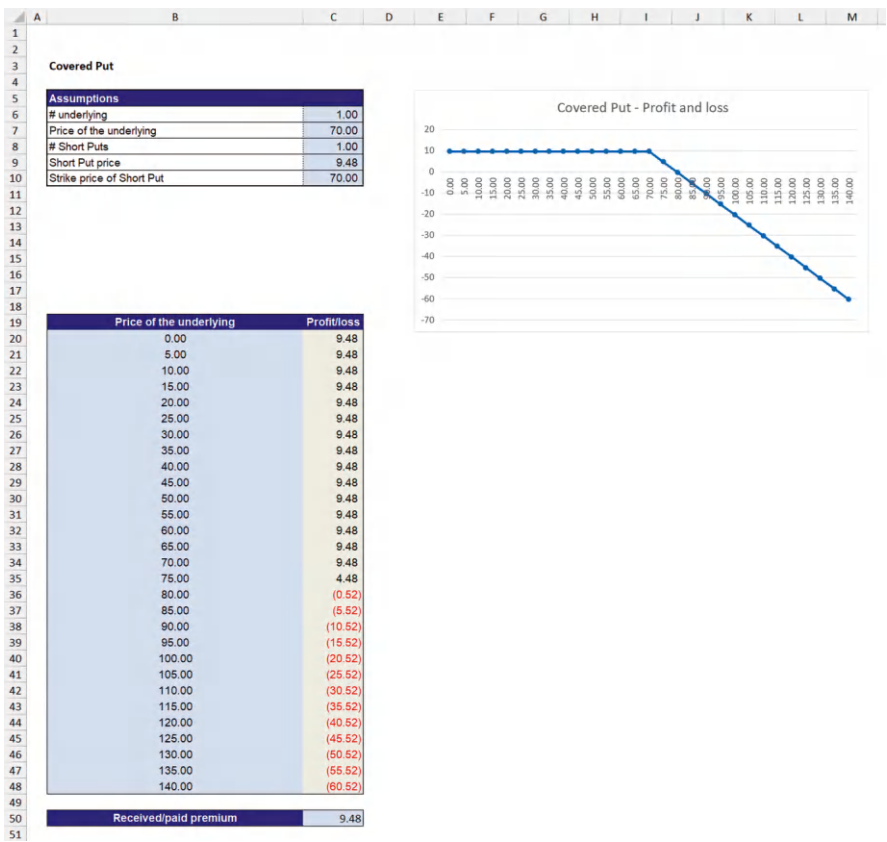 A B C D E F G H I J K L M
1
2
3 Covered Put
4
5 Assumptions
6 # underlying 1.00
7 Price of the underlying 70.00
8 # Short Puts 1.00
9 Short Put price 9.48
10 Strike price of Short Put 70.00
11
12
13
14
15
16
17
18
19 Price of the underlying Profit/loss
20 0.00 9.48
21 5.00 9.48
22 10.00 9.48
23 15.00 9.48
24 20.00 9.48
25 25.00 9.48
26 30.00 9.48
27 35.00 9.48
28 40.00 9.48
29 45.00 9.48
30 50.00 9.48
31 55.00 9.48
32 60.00 9.48
33 65.00 9.48
34 70.00 9.48
35 75.00 4.48
36 80.00 (0.52)
37 85.00 (5.52)
38 90.00 (10.52)
39 95.00 (15.52)
40 100.00 (20.52)
41 105.00 (25.52)
42 110.00 (30.52)
43 115.00 (35.52)
44 120.00 (40.52)
45 125.00 (45.52)
46 130.00 (50.52)
47 135.00 (55.52)
48 140.00 (60.52)
49
50 Received/paid premium 9.48
51
Covered Put - Profit and loss
20
10
0
-10
-20
-30
-40
-50
-60
-70
0.00 5.00 10.00 15.00 20.00 25.00 30.00 35.00 40.00 45.00 50.00 55.00 60.00 65.00 70.00 75.00 80.00 85.00 90.00 95.00 100.00 105.00 110.00 115.00 120.00 125.00 130.00 135.00 140.00